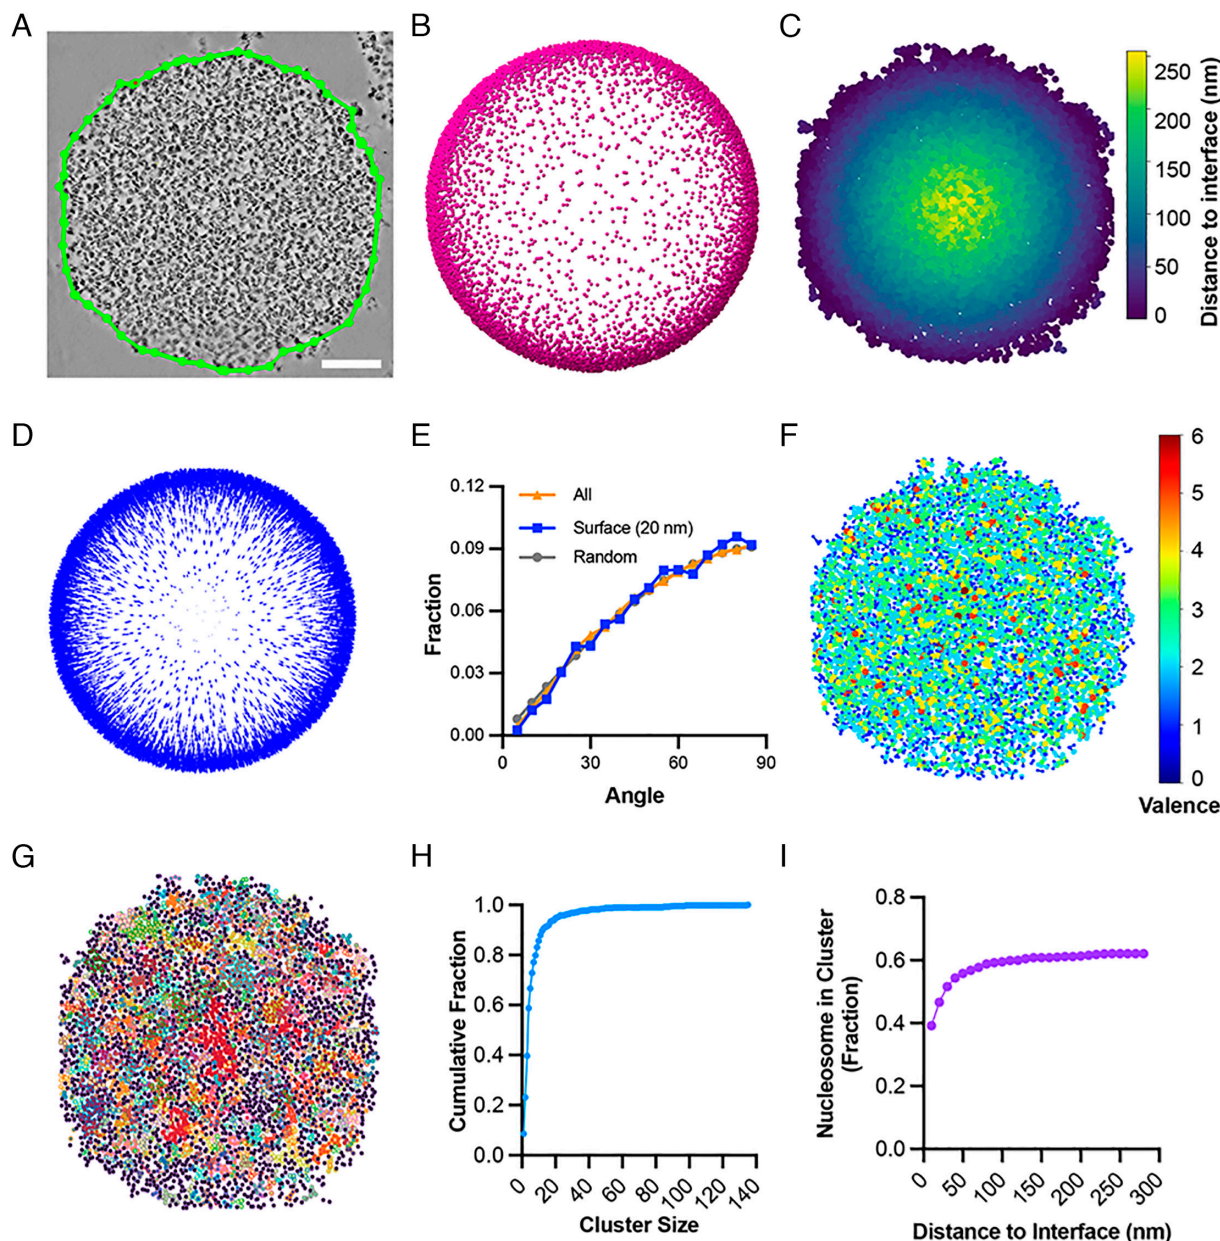 A
B
C
250
200
150
100
50
0
Distance to interface (nm)
D
E
0.12
0.09
0.06
0.03
0.00
All
Surface (20 nm)
Random
0
30
60
90
Fraction
Angle
F
6
5
4
3
2
1
0
Valence
G
H
1.0
0.8
0.6
0.4
0.2
0.0
0
20
40
60
80
100
120
140
Cumulative Fraction
Cluster Size
I
0.8
0.6
0.4
0.2
0.0
0
50
100
150
200
250
300
Nucleosome in Cluster
(Fraction)
Distance to Interface (nm)